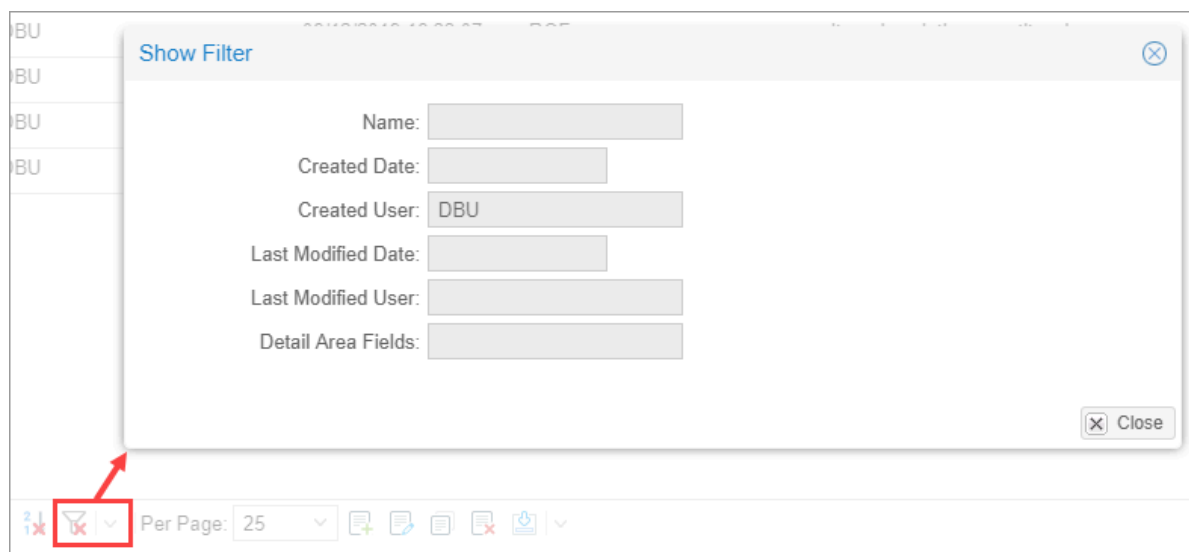 DBU
Show Filter
DBU
Name:
DBU
Created Date:
DBU
Created User: DBU
Last Modified Date:
Last Modified User:
Detail Area Fields:
Close
Per Page: 25